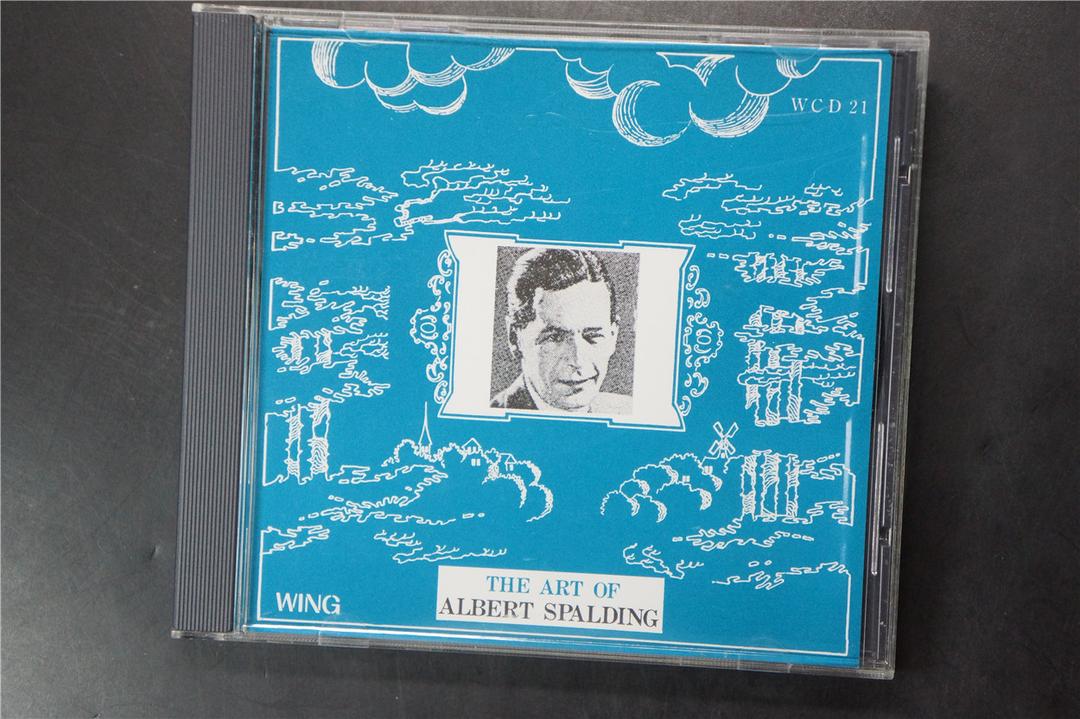 WCD 21
THE ART OF
ALBERT SPALDING
WING